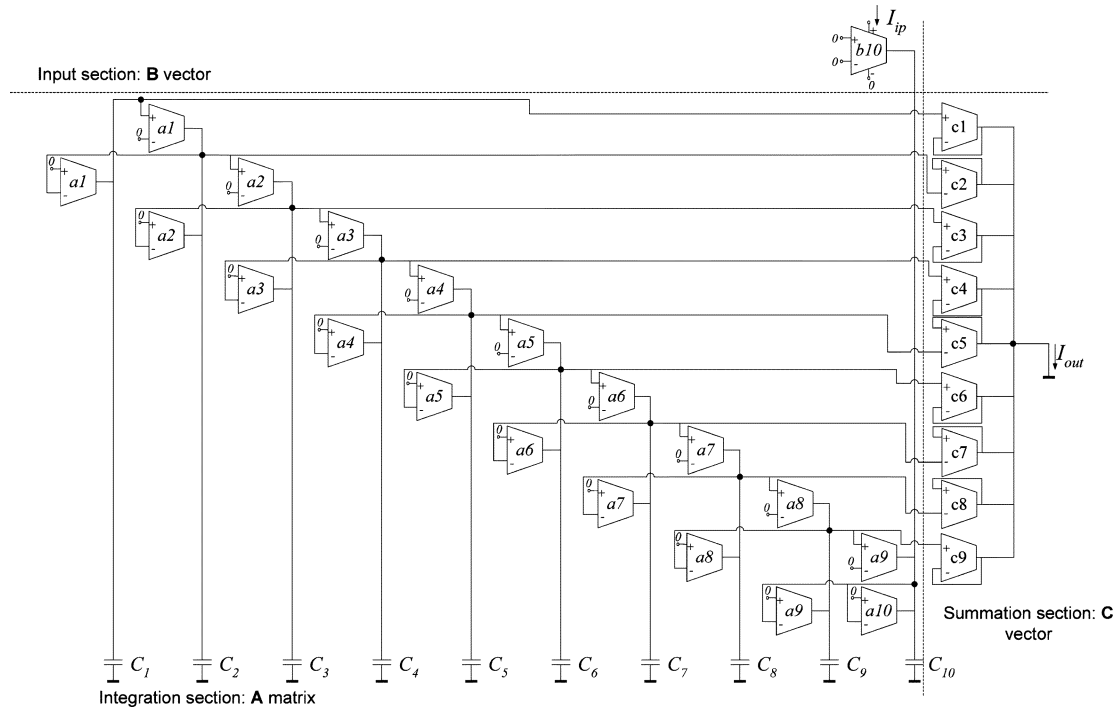 I_ip
0 + + b10
0 - - 0
Input section: B vector
+ a1 0 -
+ c1 -
0 + a1 -
+ a2 0 -
+ c2 -
0 + a2 -
+ a3 0 -
+ c3 -
0 + a3 -
+ a4 0 -
+ c4 -
0 + a4 -
+ a5 0 -
+ c5 -
I_out
0 + a5 -
+ a6 0 -
+ c6 -
0 + a6 -
+ a7 0 -
+ c7 -
0 + a7 -
+ a8 0 -
+ c8 -
0 + a8 -
+ a9 0 -
+ c9 -
0 + a9 -
0 + a10 -
Summation section: C
vector
C_1 C_2 C_3 C_4 C_5 C_6 C_7 C_8 C_9 C_10
Integration section: A matrix